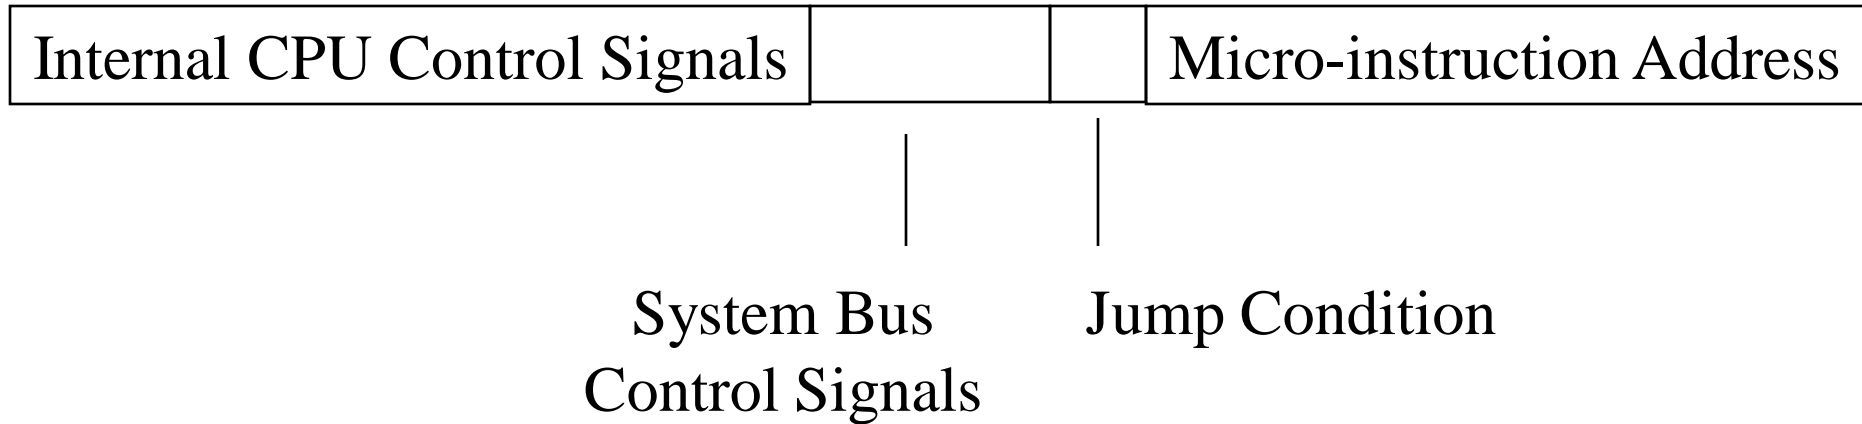 Internal CPU Control Signals
Micro-instruction Address
System Bus
Control Signals
Jump Condition